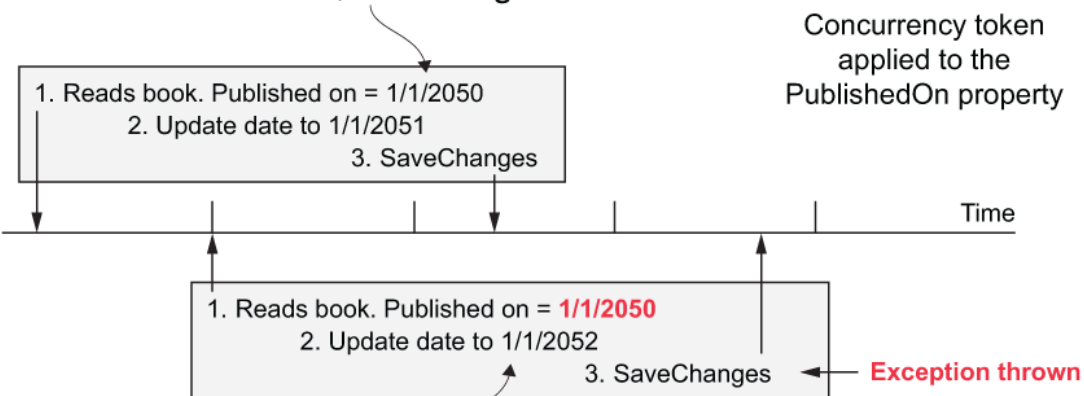 Concurrency token
applied to the
PublishedOn property
1. Reads book. Published on = 1/1/2050
2. Update date to 1/1/2051
3. SaveChanges
Time
1. Reads book. Published on = 1/1/2050
2. Update date to 1/1/2052
3. SaveChanges
Exception thrown